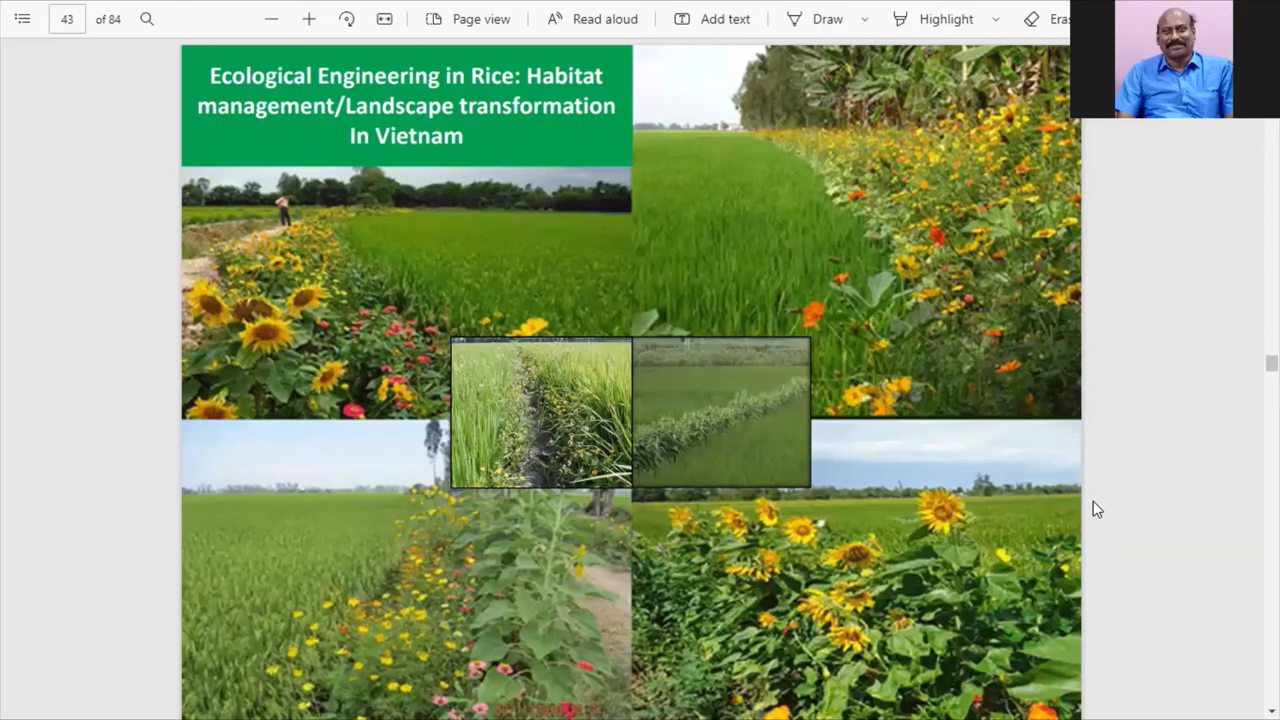 43 of 84
Page view
Read aloud
Add text
Draw
Highlight
Ecological Engineering in Rice: Habitat
management/Landscape transformation
In Vietnam